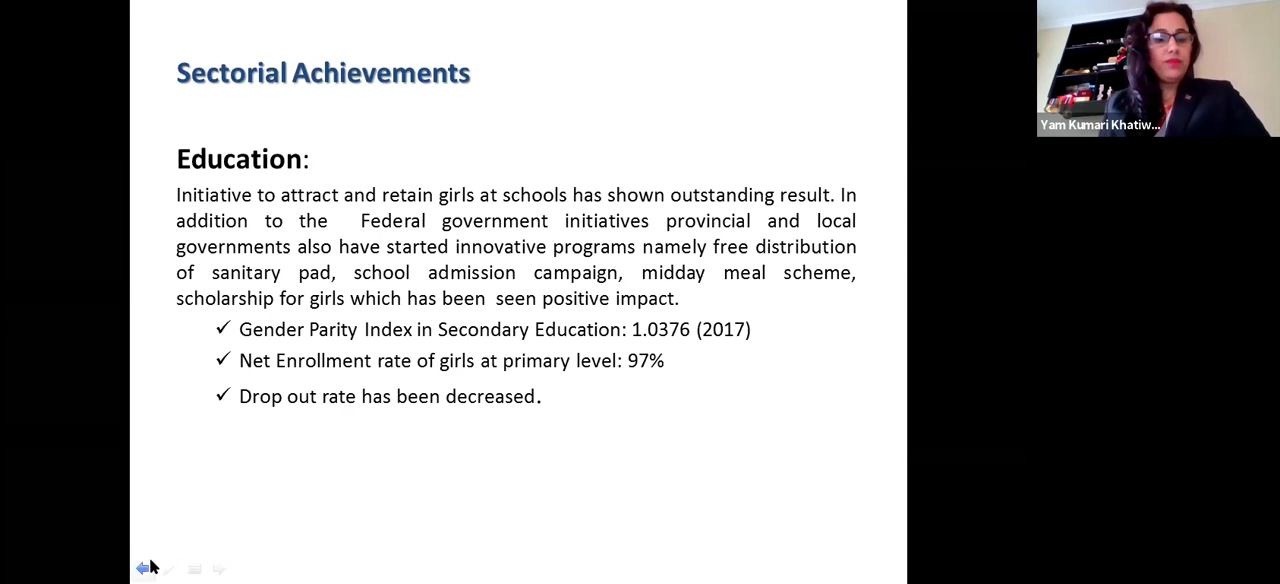 Sectorial Achievements
Education:
Initiative to attract and retain girls at schools has shown outstanding result. In
addition to the Federal government initiatives provincial and local
governments also have started innovative programs namely free distribution
of sanitary pad, school admission campaign, midday meal scheme,
scholarship for girls which has been seen positive impact.
✓ Gender Parity Index in Secondary Education: 1.0376 (2017)
✓ Net Enrollment rate of girls at primary level: 97%
✓ Drop out rate has been decreased.
Yam Kumari Khatiw...